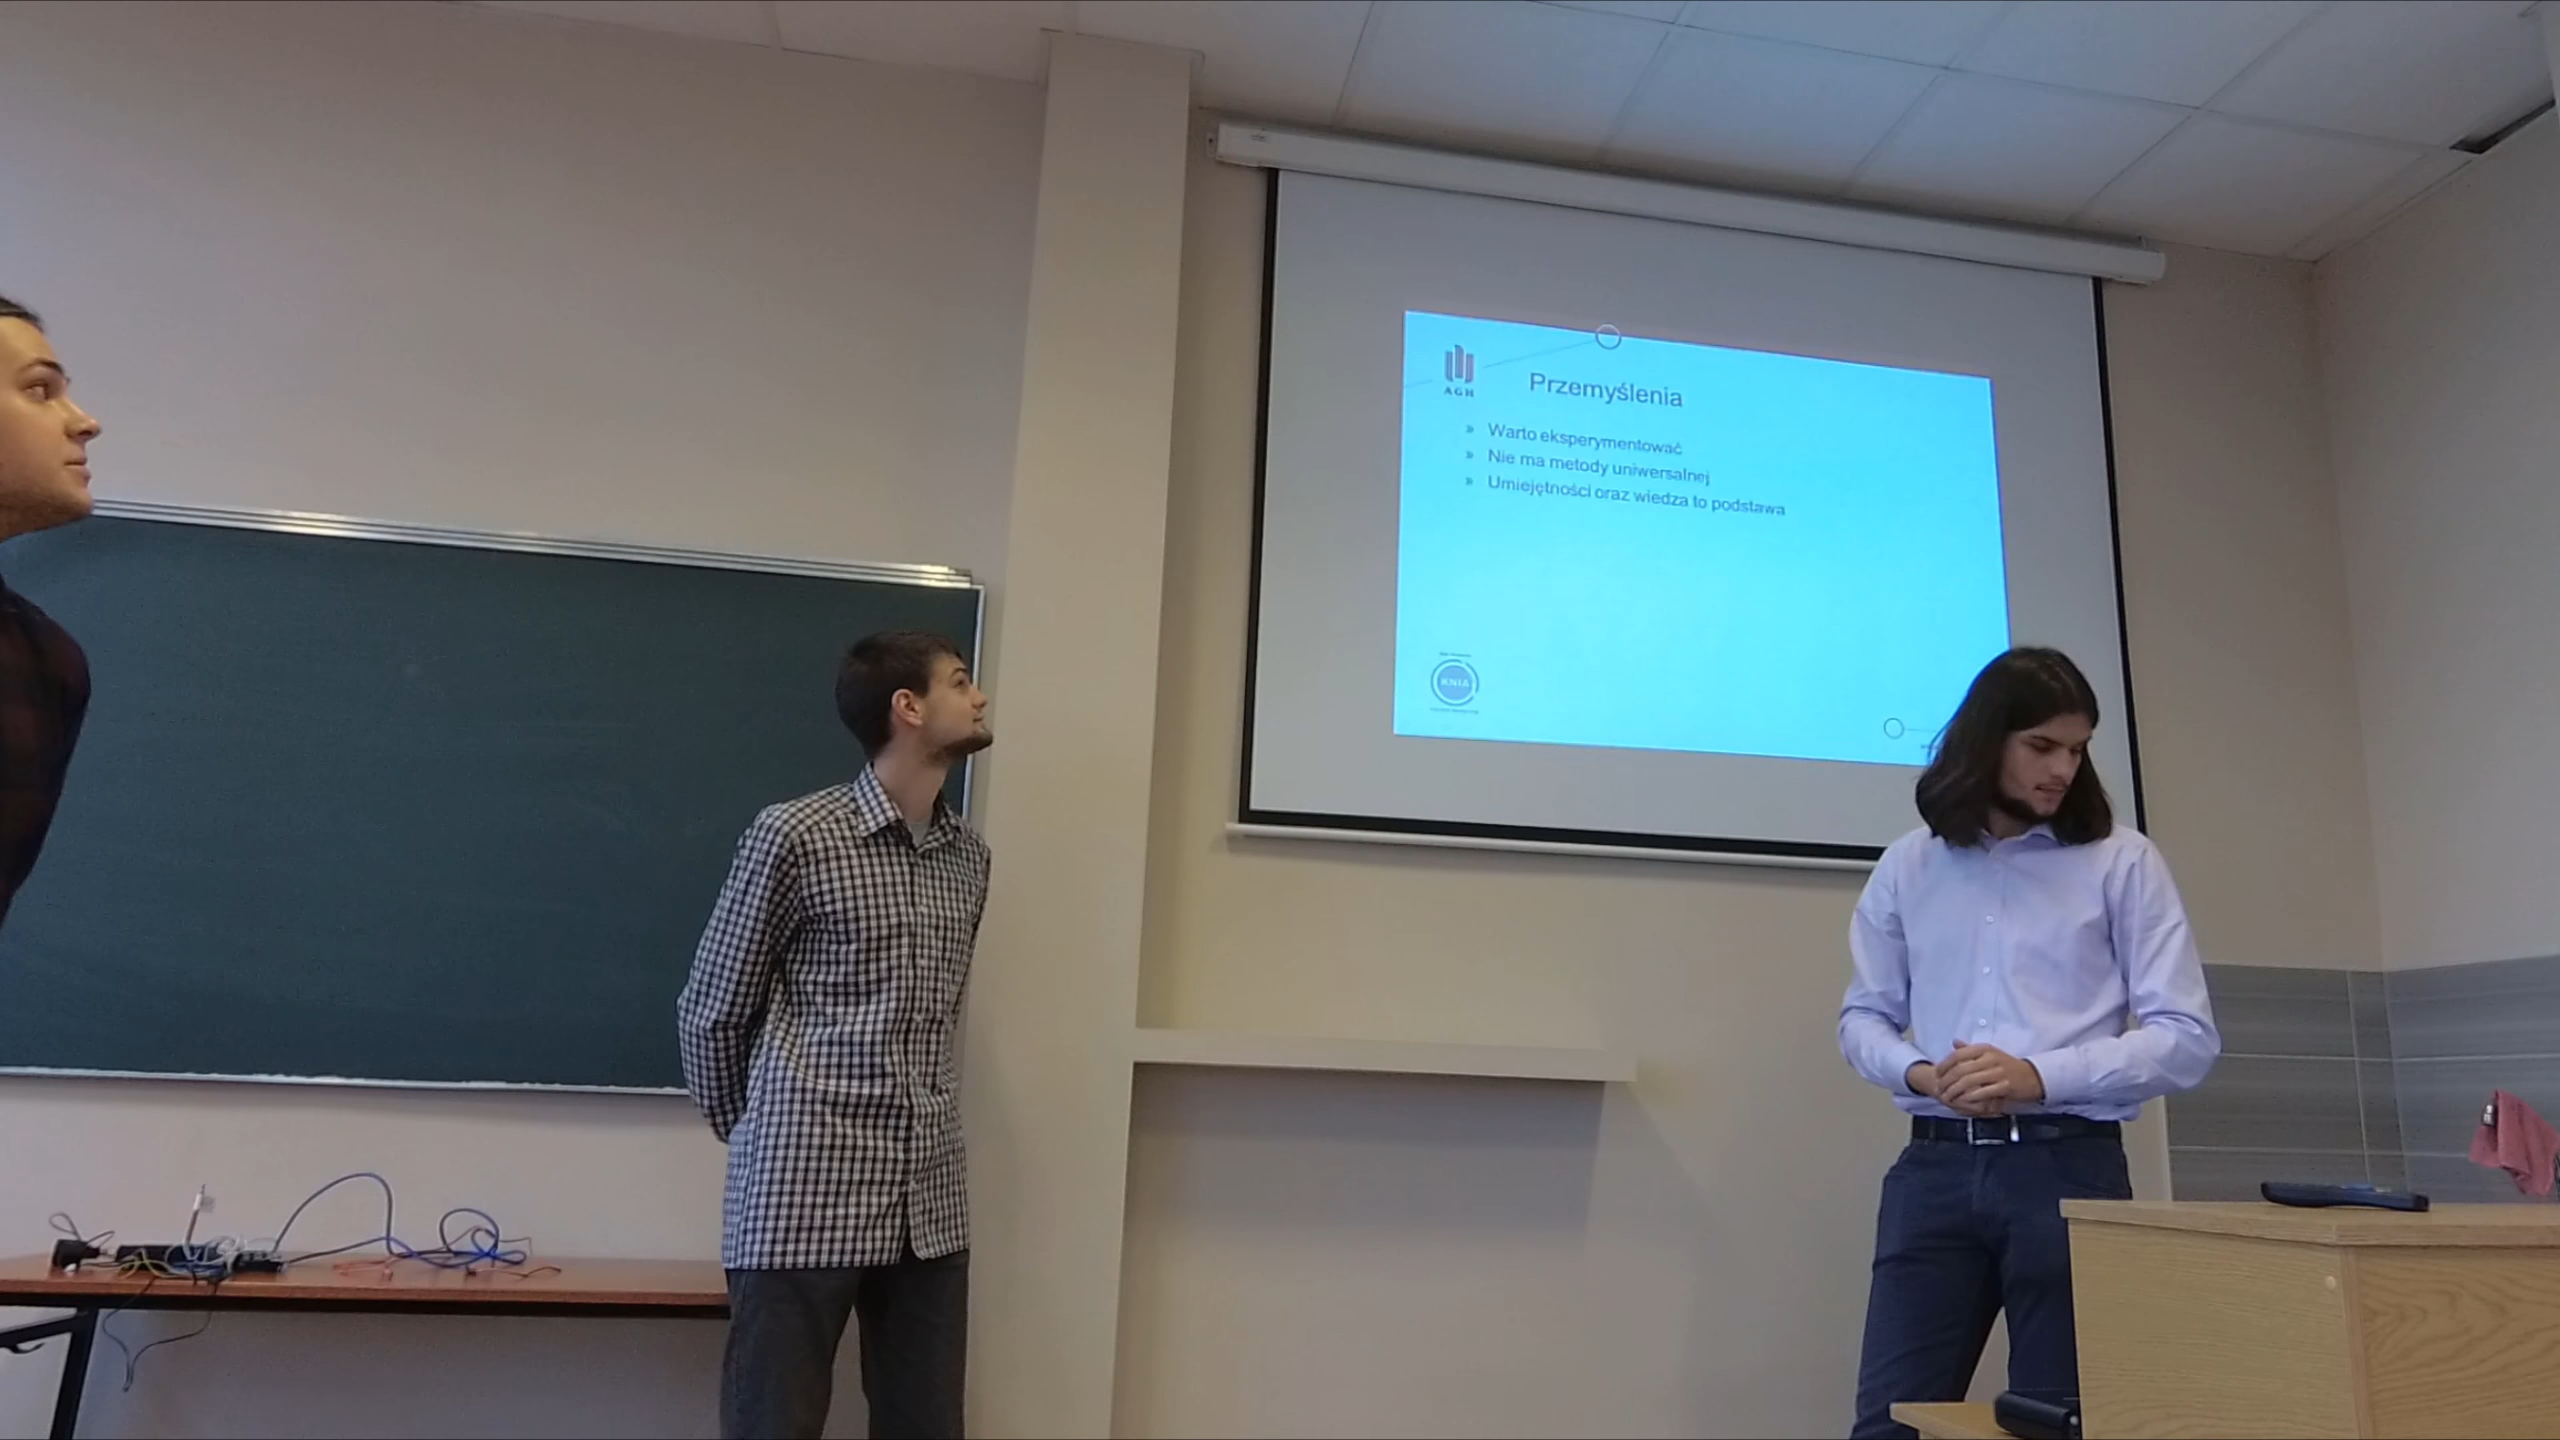 AGH
Przemyślenia
» Warto eksperymentować
» Nie ma metody uniwersalnej
» Umiejętności oraz wiedza to podstawa
KNIA